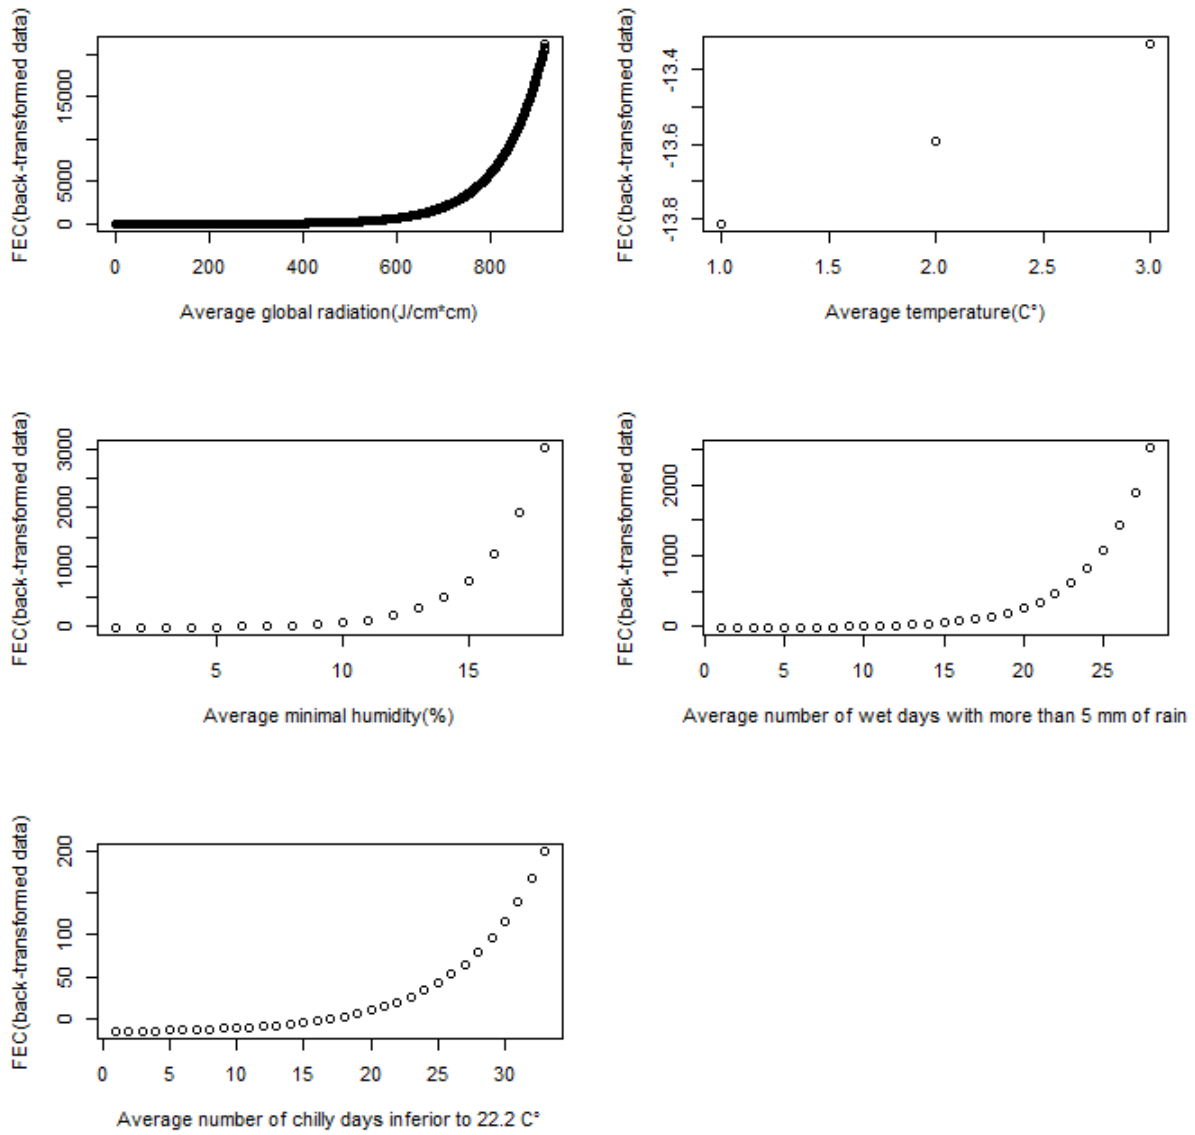 FEC(back-transformed data)
15000
5000
0
0 200 400 600 800
Average global radiation(J/cm*cm)
FEC(back-transformed data)
-13.4
-13.6
-13.8
1.0 1.5 2.0 2.5 3.0
Average temperature(C°)
FEC(back-transformed data)
3000
2000
1000
0
5 10 15
Average minimal humidity(%)
FEC(back-transformed data)
2000
1000
0
0 5 10 15 20 25
Average number of wet days with more than 5 mm of rain
FEC(back-transformed data)
200
100
50
0
0 5 10 15 20 25 30
Average number of chilly days inferior to 22.2 C°